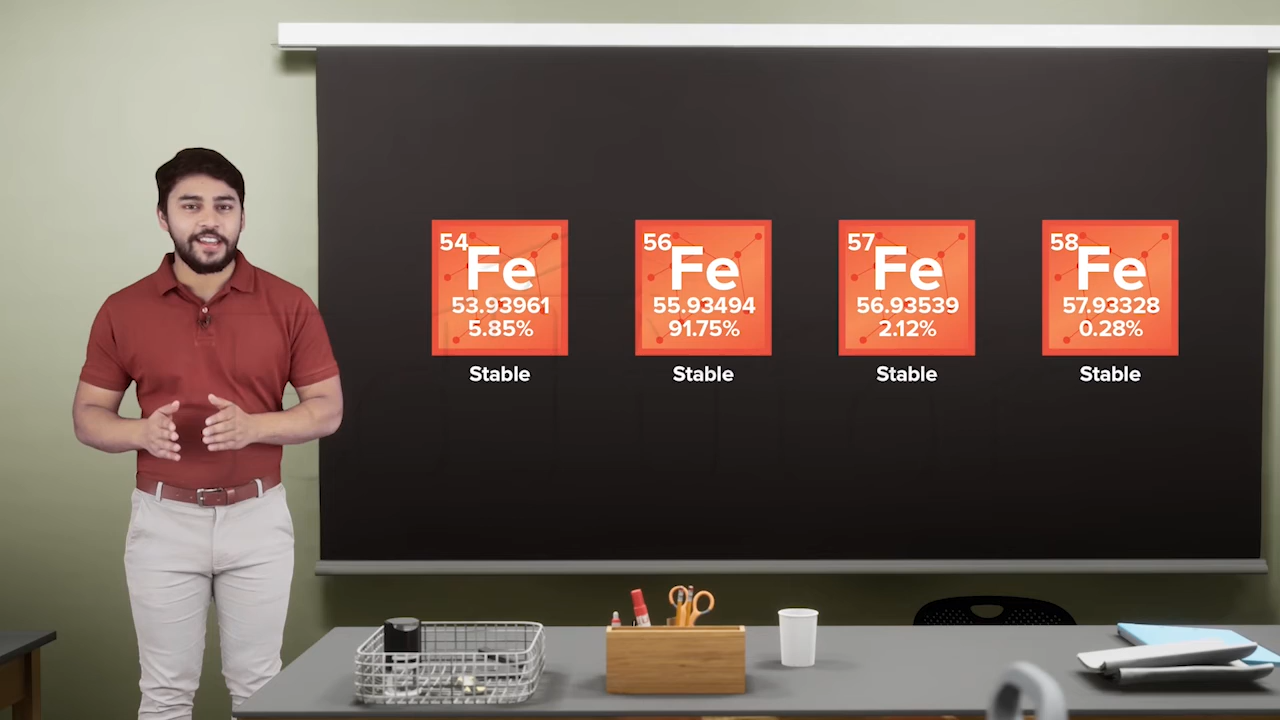 54
Fe
53.93961
5.85%
Stable
56
Fe
55.93494
91.75%
Stable
57
Fe
56.93539
2.12%
Stable
58
Fe
57.93328
0.28%
Stable